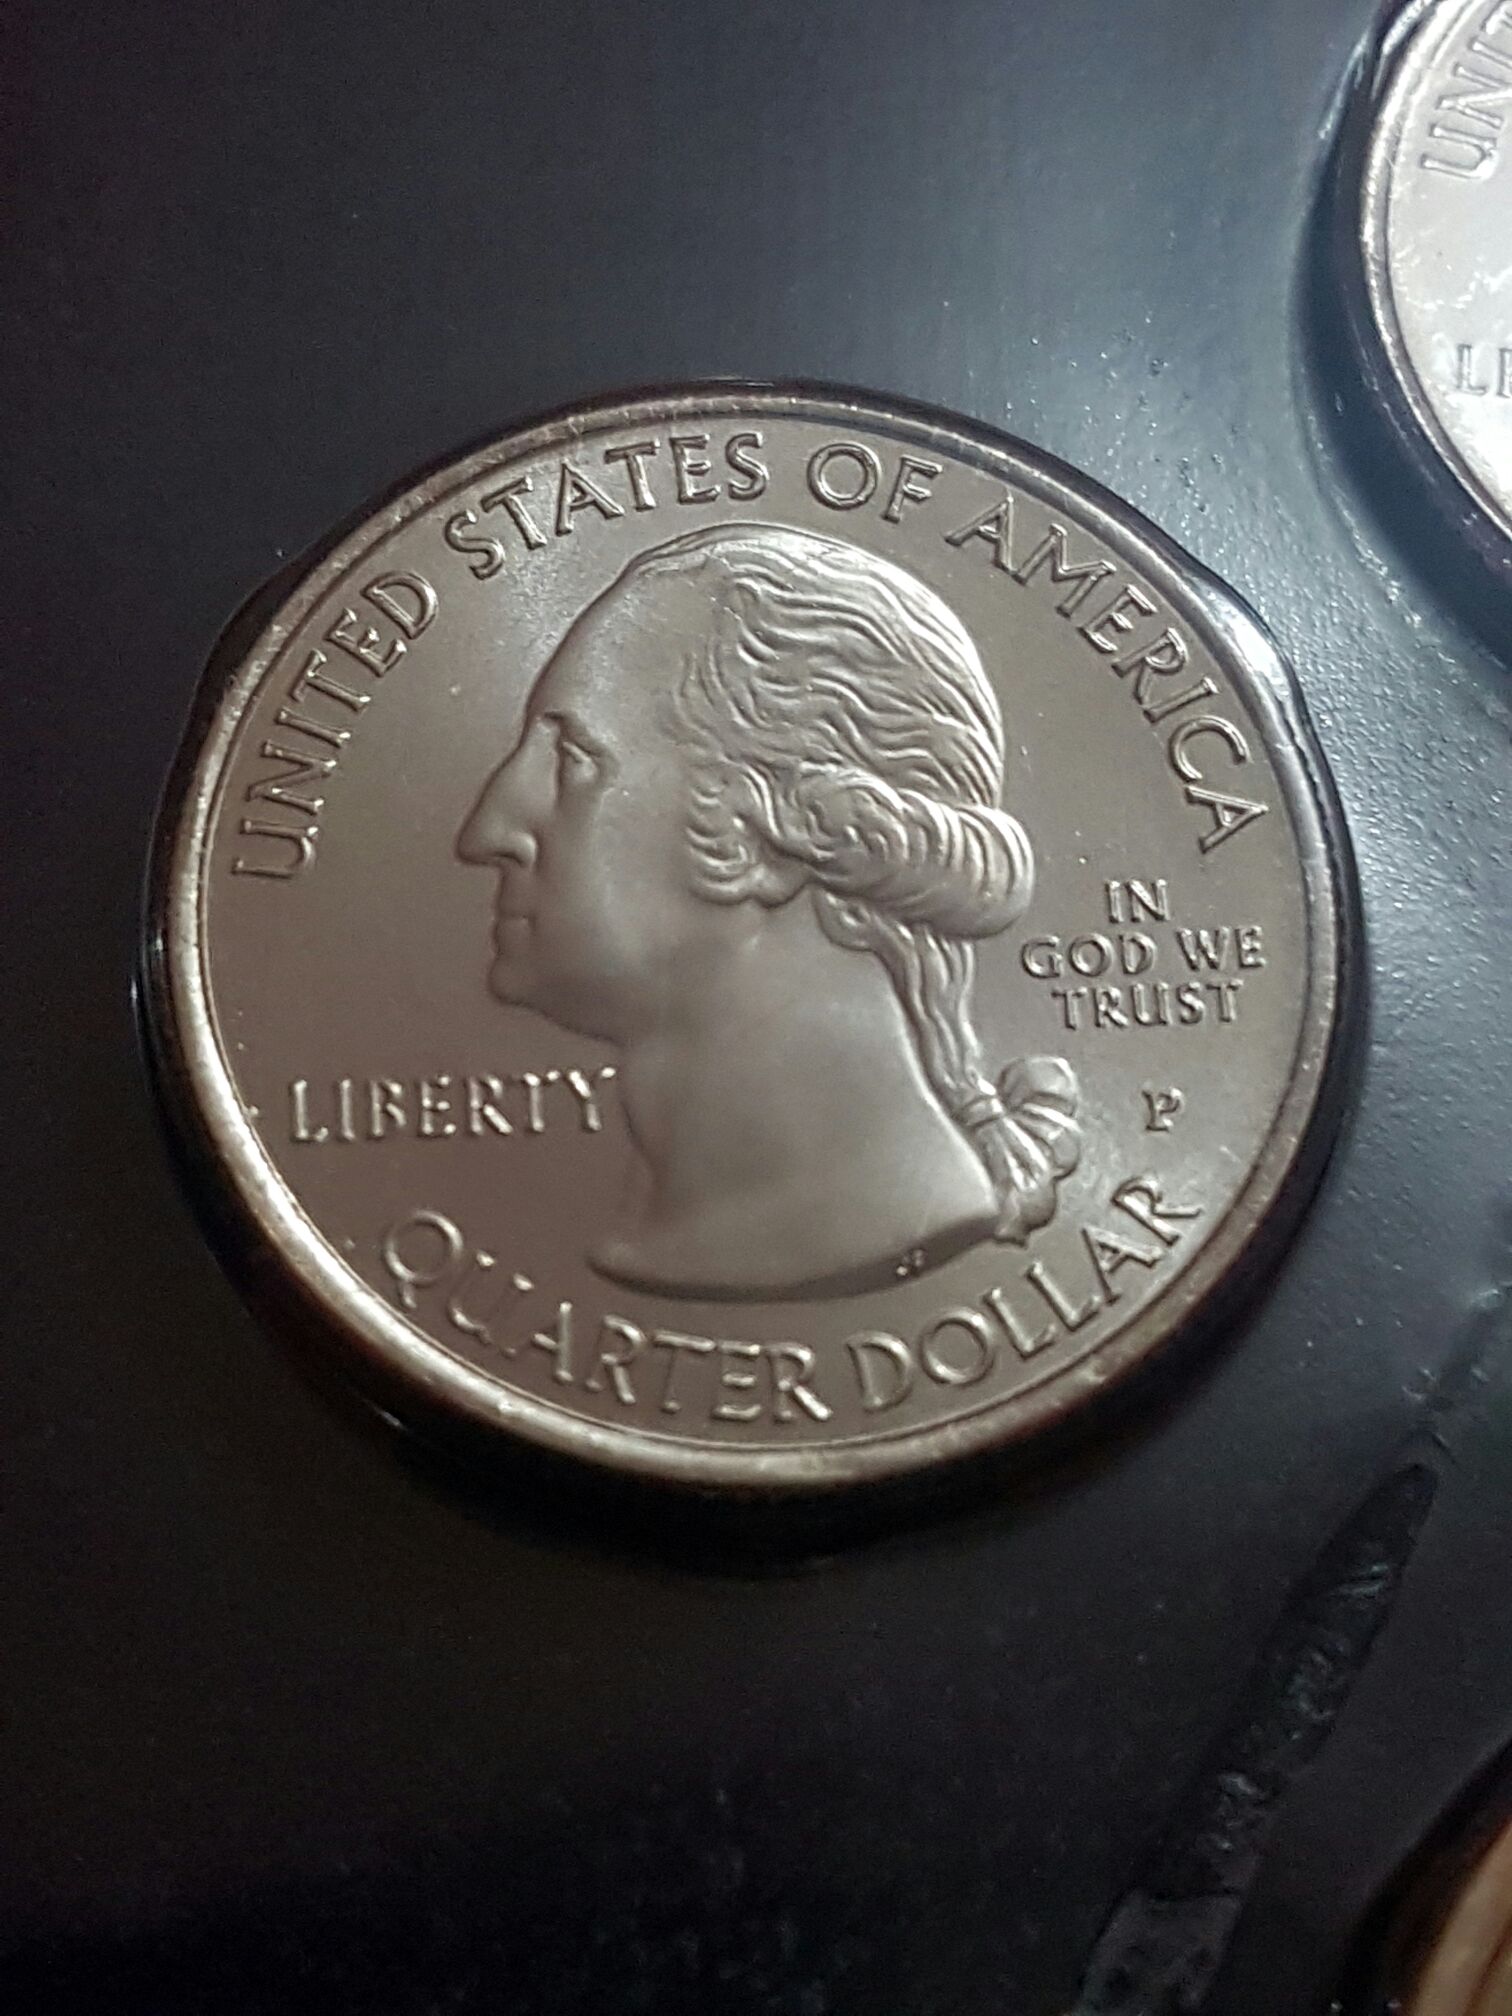 UNITED STATES OF AMERICA
IN
GOD WE
TRUST
LIBERTY
P
QUARTER DOLLAR